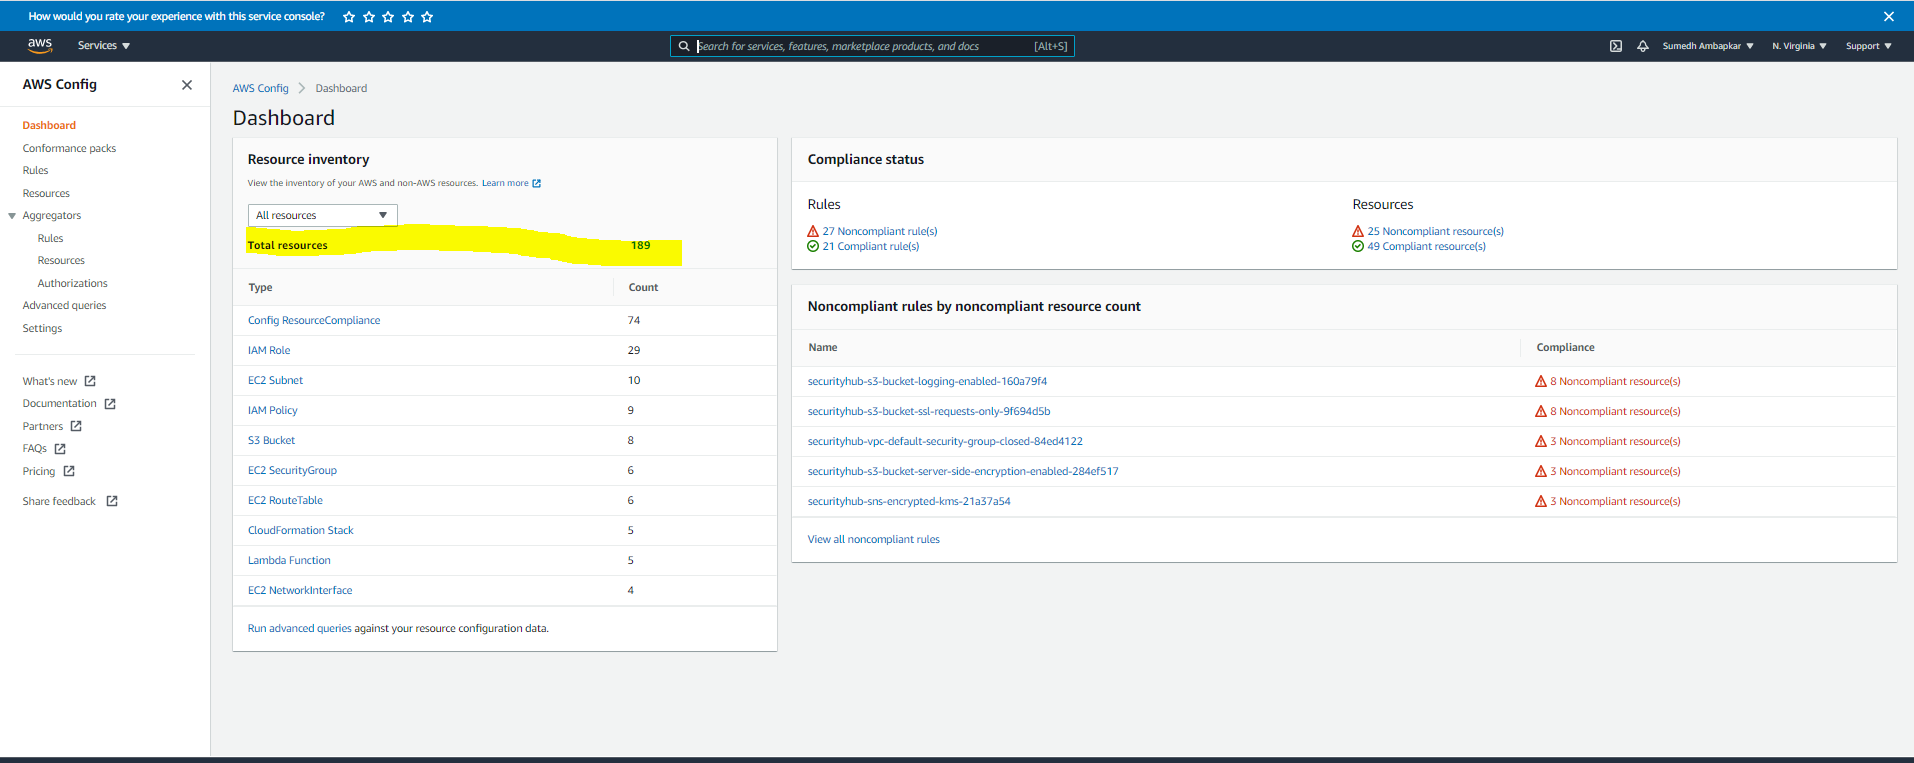 How would you rate your experience with this service console?
aws Services Search for services, features, marketplace products, and docs [Alt+S] Sumedh Ambapkar N. Virginia Support
AWS Config
Dashboard
Conformance packs
Rules
Resources
Aggregators
Rules
Resources
Authorizations
Advanced queries
Settings
What's new
Documentation
Partners
FAQs
Pricing
Share feedback
AWS Config Dashboard
Dashboard
Resource inventory
View the inventory of your AWS and non-AWS resources. Learn more
All resources
Total resources 189
Type Count
Config ResourceCompliance 74
IAM Role 29
EC2 Subnet 10
IAM Policy 9
S3 Bucket 8
EC2 SecurityGroup 6
EC2 RouteTable 6
CloudFormation Stack 5
Lambda Function 5
EC2 NetworkInterface 4
Run advanced queries against your resource configuration data.
Compliance status
Rules Resources
27 Noncompliant rule(s) 25 Noncompliant resource(s)
21 Compliant rule(s) 49 Compliant resource(s)
Noncompliant rules by noncompliant resource count
Name Compliance
securityhub-s3-bucket-logging-enabled-160a79f4 8 Noncompliant resource(s)
securityhub-s3-bucket-ssl-requests-only-9f694d5b 8 Noncompliant resource(s)
securityhub-vpc-default-security-group-closed-84ed4122 3 Noncompliant resource(s)
securityhub-s3-bucket-server-side-encryption-enabled-284ef517 3 Noncompliant resource(s)
securityhub-sns-encrypted-kms-21a37a54 3 Noncompliant resource(s)
View all noncompliant rules